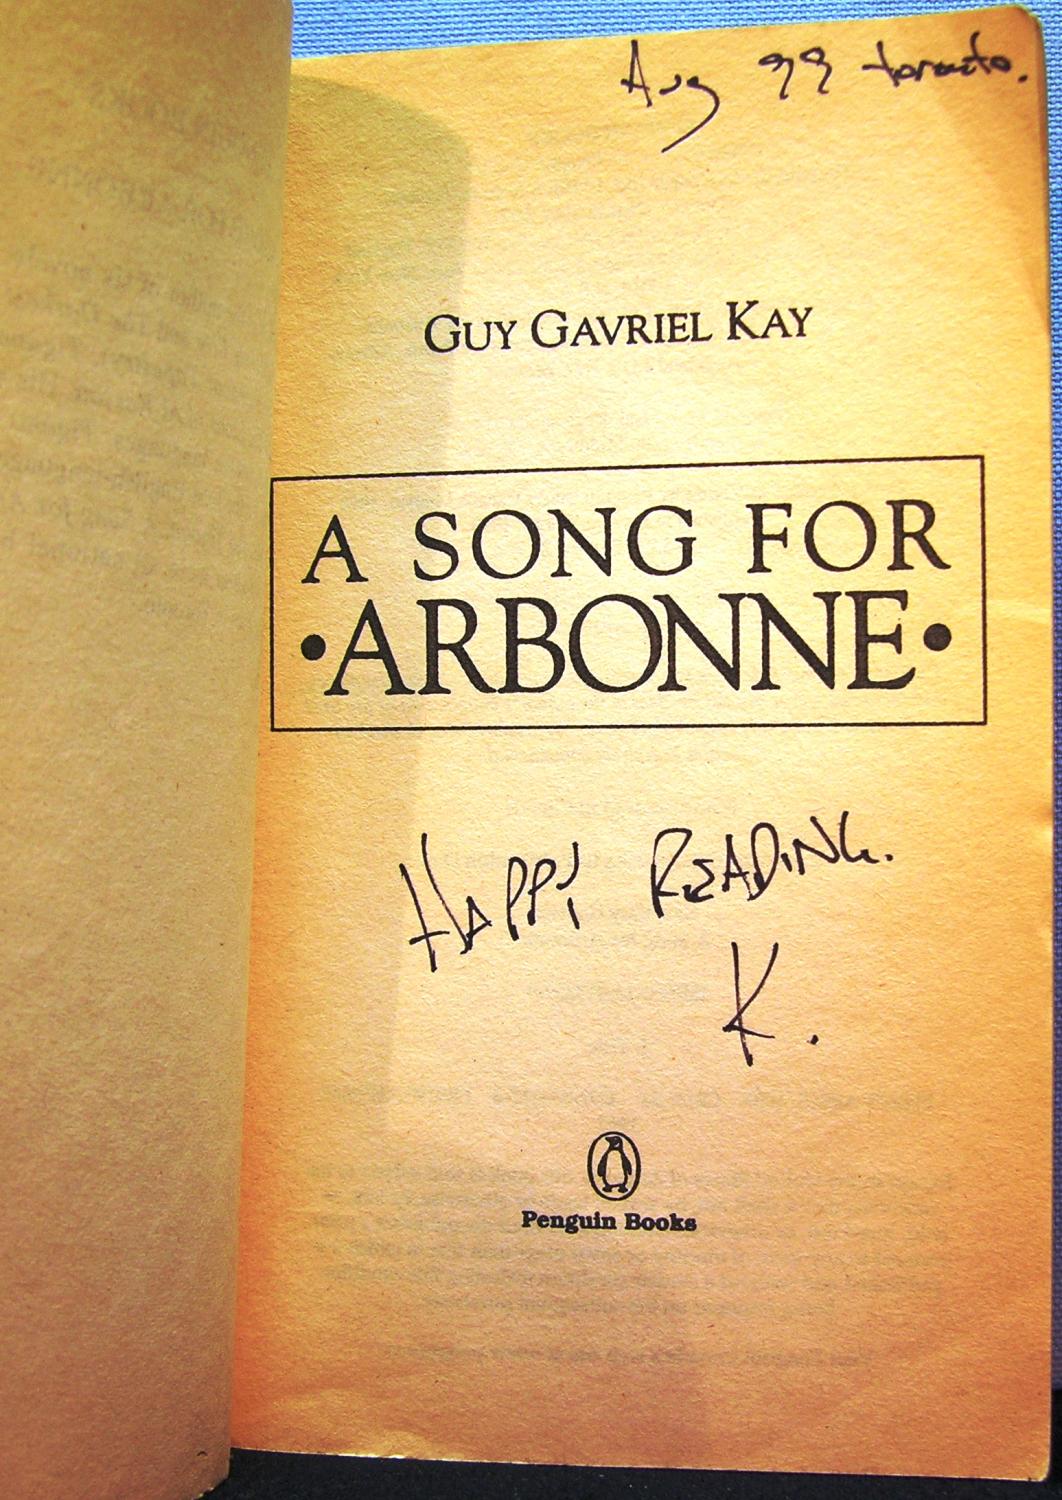 Aug 99 toronto.
GUY GAVRIEL KAY
A SONG FOR
•ARBONNE•
HAPPY READING.
K.
Penguin Books